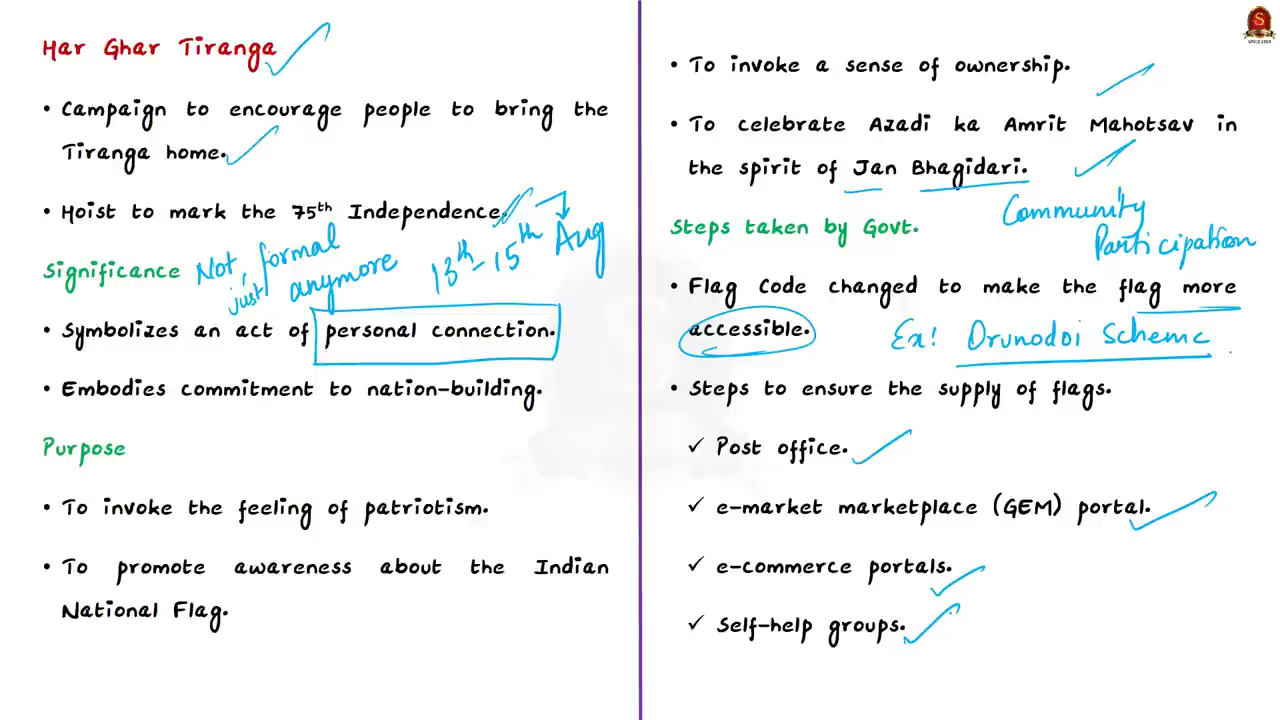 Har Ghar Tiranga
• Campaign to encourage people to bring the
Tiranga home.
• Hoist to mark the 75th Independence.
13th - 15th Aug
Significance
Not just formal
anymore
• Symbolizes an act of personal connection.
• Embodies commitment to nation-building.
Purpose
• To invoke the feeling of patriotism.
• To promote awareness about the Indian
National Flag.
S
SINCE 2004
• To invoke a sense of ownership.
• To celebrate Azadi ka Amrit Mahotsav in
the spirit of Jan Bhagidari.
Community
Participation
Steps taken by Govt.
• Flag Code changed to make the flag more
accessible.
Ex: Orunodoi Scheme
• Steps to ensure the supply of flags.
✓ Post office.
✓ e-market marketplace (GEM) portal.
✓ e-commerce portals.
✓ Self-help groups.